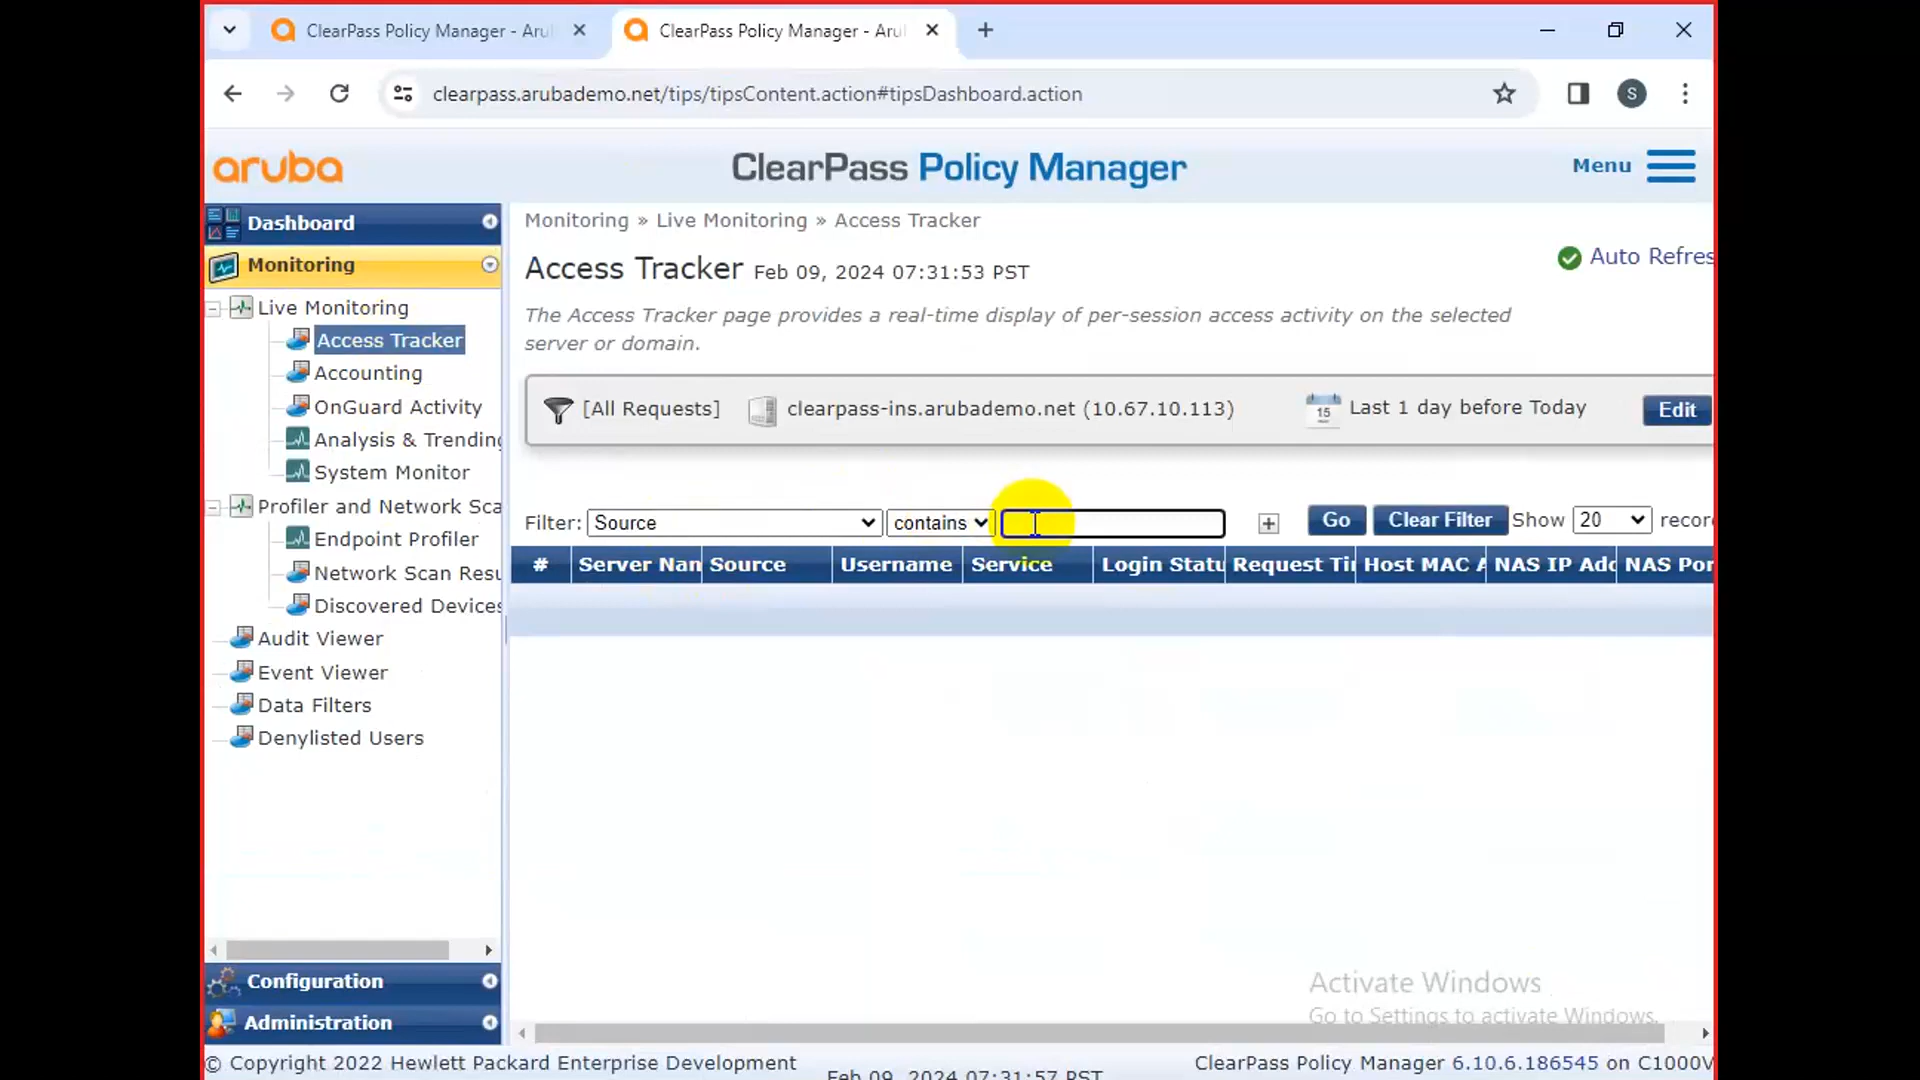 ClearPass Policy Manager - Aru
ClearPass Policy Manager - Aru
clearpass.arubademo.net/tips/tipsContent.action#tipsDashboard.action
S
aruba
ClearPass Policy Manager
Menu
Dashboard
Monitoring
Live Monitoring
Access Tracker
Accounting
OnGuard Activity
Analysis & Trending
System Monitor
Profiler and Network Sca
Endpoint Profiler
Network Scan Resu
Discovered Devices
Audit Viewer
Event Viewer
Data Filters
Denylisted Users
Configuration
Administration
Monitoring » Live Monitoring » Access Tracker
Access Tracker Feb 09, 2024 07:31:53 PST
Auto Refres
The Access Tracker page provides a real-time display of per-session access activity on the selected
server or domain.
[All Requests] clearpass-ins.arubademo.net (10.67.10.113) 15 Last 1 day before Today Edit
Filter: Source contains Go Clear Filter Show 20 recor
# Server Nam Source Username Service Login Statu Request Ti Host MAC A NAS IP Add NAS Por
Activate Windows
Go to Settings to activate Windows.
© Copyright 2022 Hewlett Packard Enterprise Development
Feb 09, 2024 07:31:57 PST
ClearPass Policy Manager 6.10.6.186545 on C1000V